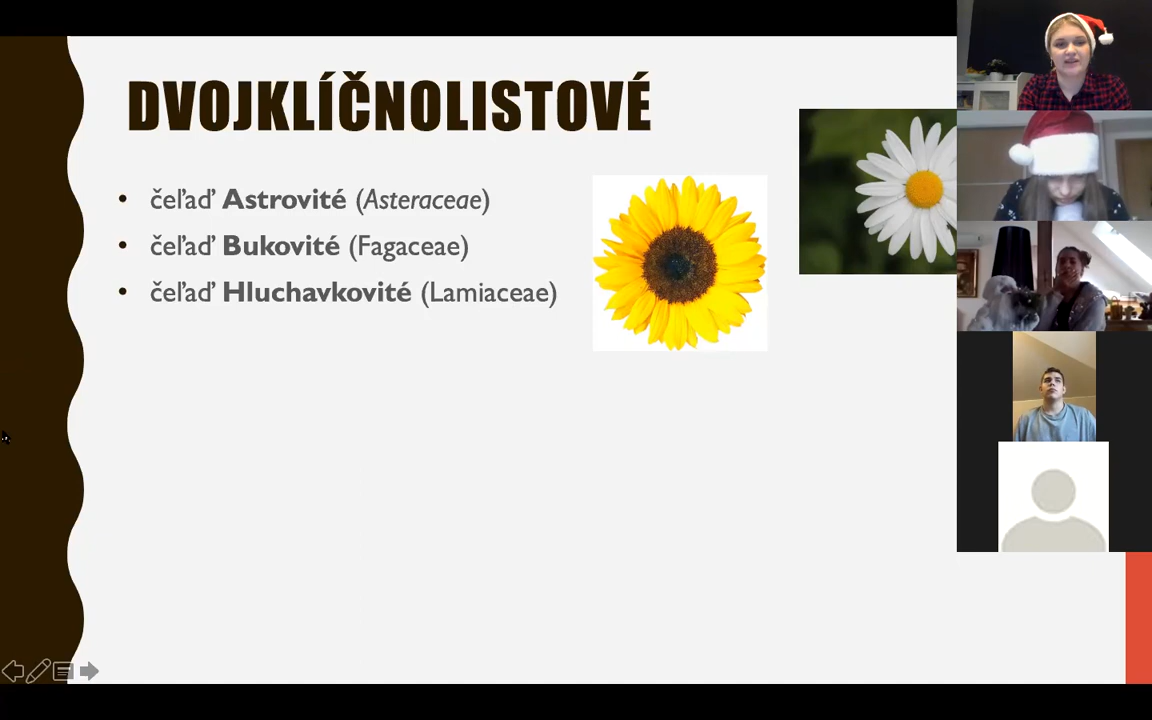 DVOJKLÍČNOLISTOVÉ
• čeľaď Astrovité (Asteraceae)
• čeľaď Bukovité (Fagaceae)
• čeľaď Hluchavkovité (Lamiaceae)